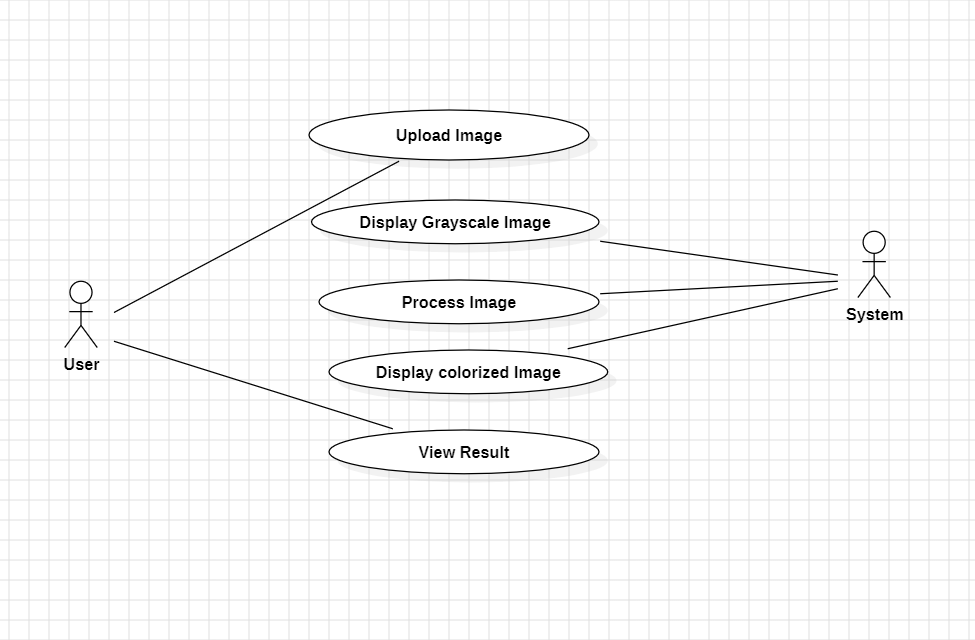 Upload Image
Display Grayscale Image
Process Image
System
User
Display colorized Image
View Result